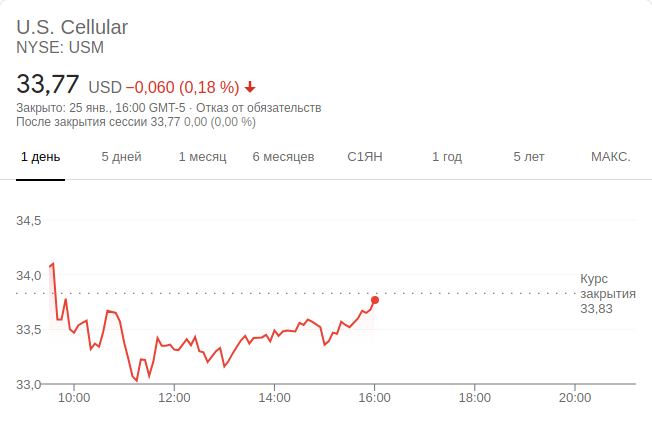 U.S. Cellular
NYSE: USM
33,77 USD −0,060 (0,18 %)
Закрыто: 25 янв., 16:00 GMT-5 · Отказ от обязательств
После закрытия сессии 33,77 0,00 (0,00 %)
1 день 5 дней 1 месяц 6 месяцев С1ЯН 1 год 5 лет МАКС.
34,5
34,0
Курс
закрытия
33,83
33,5
33,0
10:00 12:00 14:00 16:00 18:00 20:00